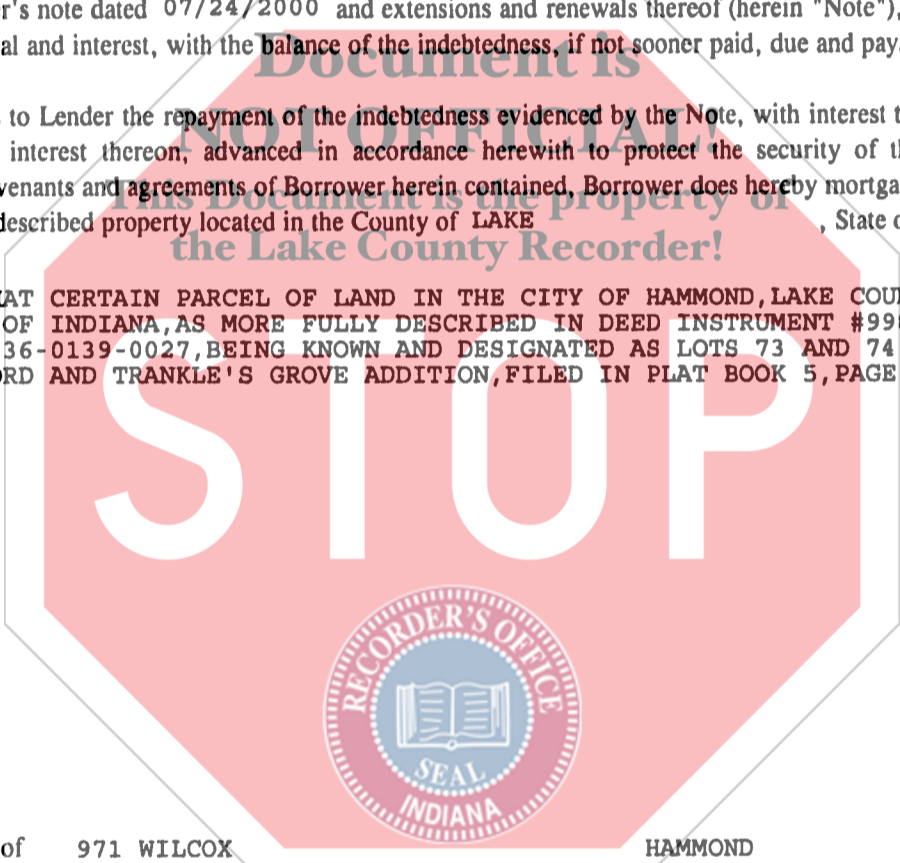 r's note dated 07/24/2000 and extensions and renewals thereof (herein "Note"),
al and interest, with the balance of the indebtedness, if not sooner paid, due and pay
Document is
to Lender the repayment of the indebtedness evidenced by the Note, with interest t
NOT OFFICIAL!
interest thereon, advanced in accordance herewith to protect the security of th
venants and agreements of Borrower herein contained, Borrower does hereby mortga
This Document is the property of
described property located in the County of LAKE , State o
the Lake County Recorder!
AT CERTAIN PARCEL OF LAND IN THE CITY OF HAMMOND,LAKE COU
OF INDIANA,AS MORE FULLY DESCRIBED IN DEED INSTRUMENT #99
36-0139-0027,BEING KNOWN AND DESIGNATED AS LOTS 73 AND 74
RD AND TRANKLE'S GROVE ADDITION,FILED IN PLAT BOOK 5,PAGE
STOP
RECORDER'S OFFICE
SEAL
INDIANA
of 971 WILCOX HAMMOND